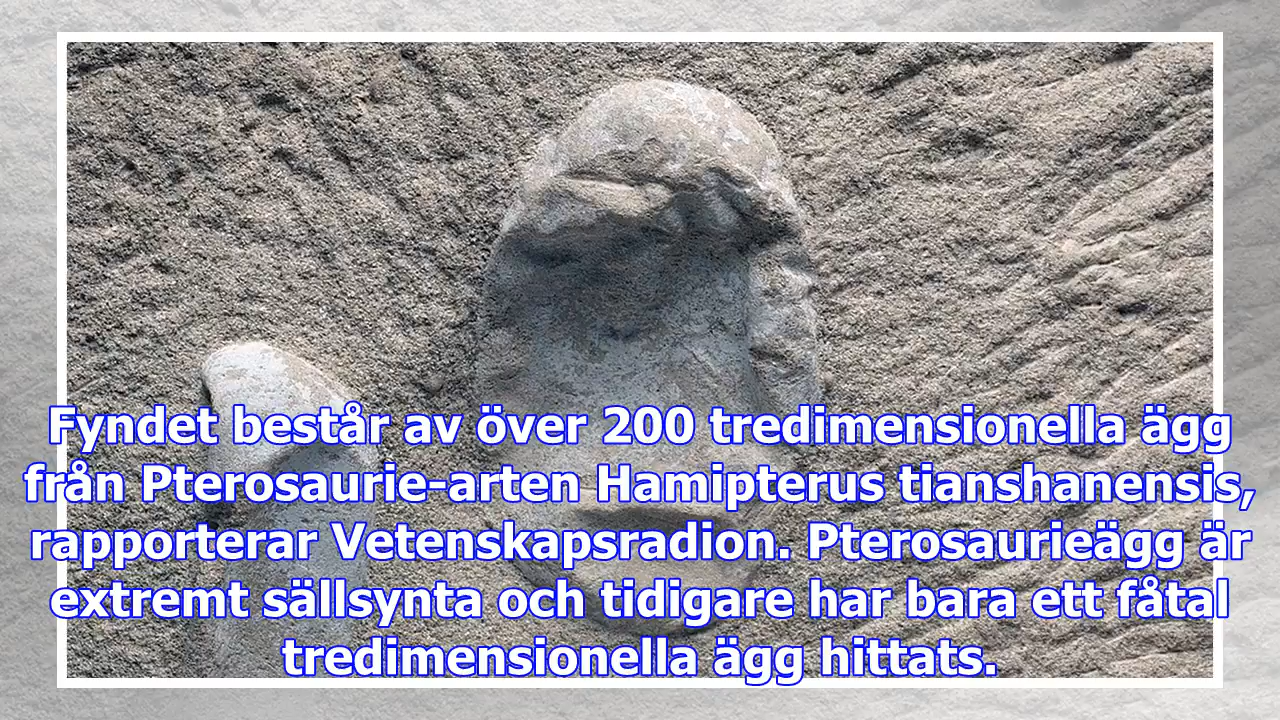 Fyndet består av över 200 tredimensionella ägg
från Pterosaurie-arten Hamipterus tianshanensis,
rapporterar Vetenskapsradion. Pterosaurieägg är
extremt sällsynta och tidigare har bara ett fåtal
tredimensionella ägg hittats.